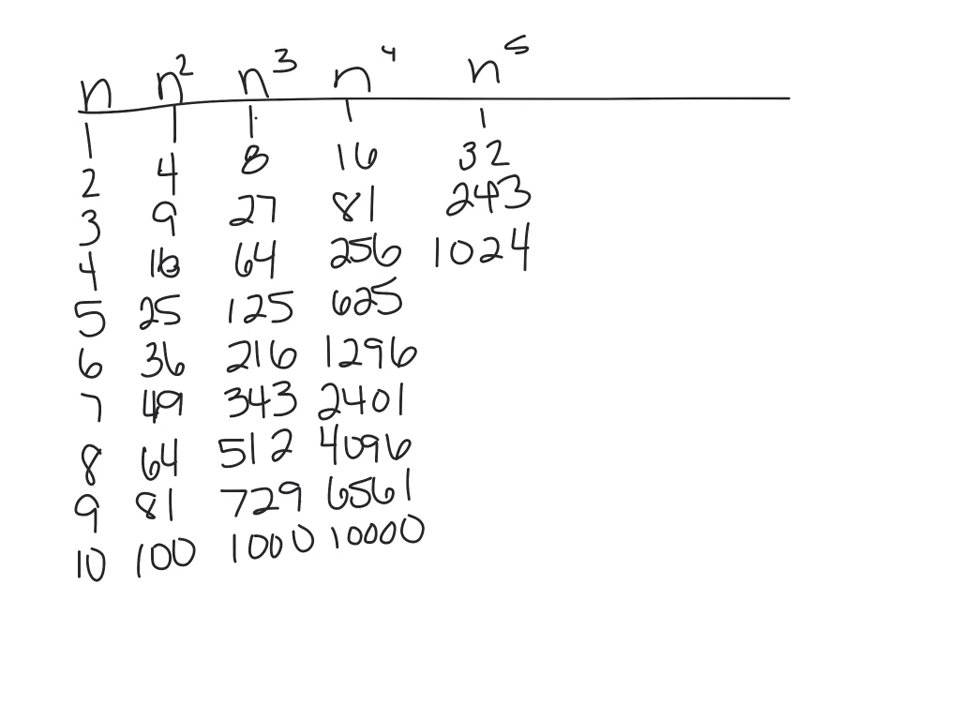 n n² n³ n⁴ n⁵
1 1 1 1 1
2 4 8 16 32
3 9 27 81 243
4 16 64 256 1024
5 25 125 625
6 36 216 1296
7 49 343 2401
8 64 512 4096
9 81 729 6561
10 100 1000 10000